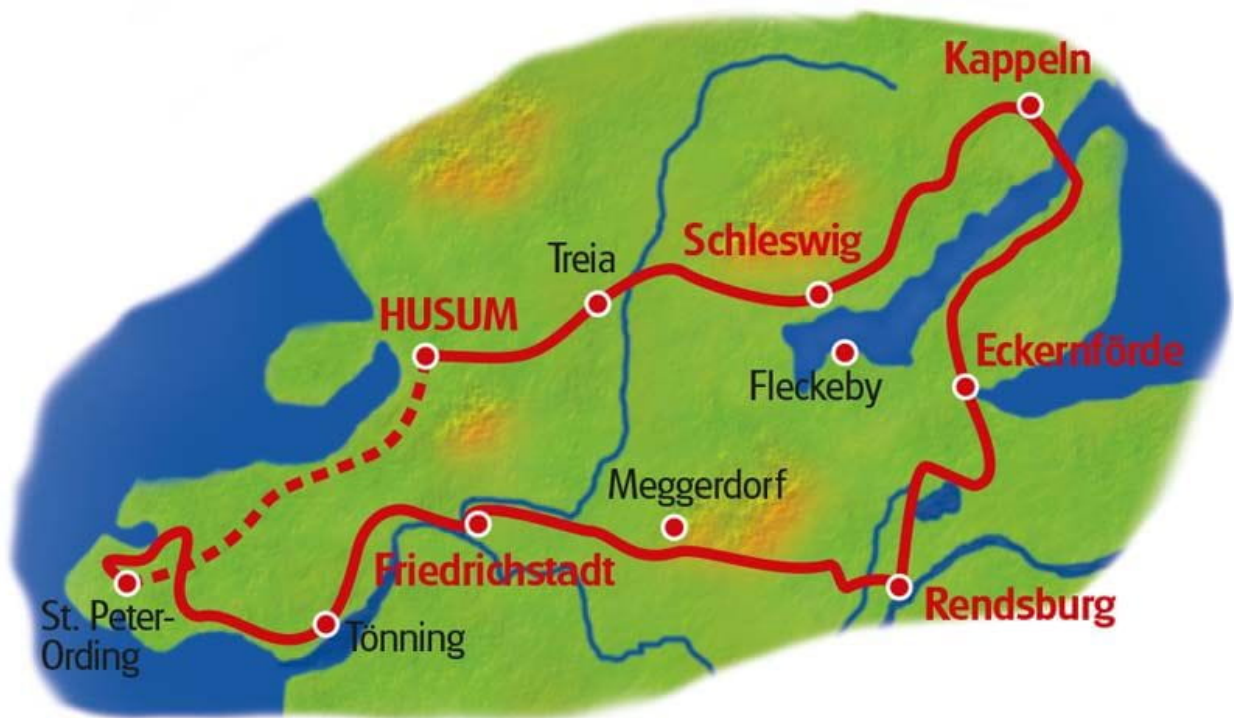 Kappeln
Schleswig
Treia
HUSUM
Eckernförde
Fleckeby
Meggerdorf
Friedrichstadt
Rendsburg
St. Peter-
Ording
Tönning